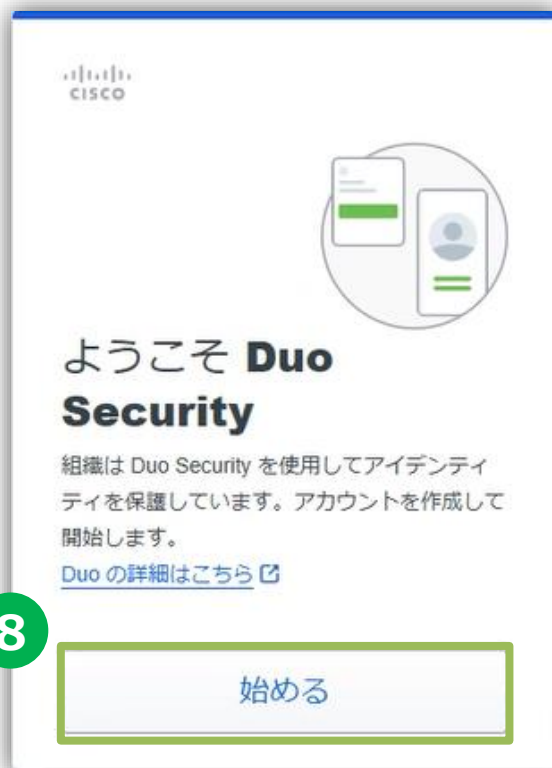 CISCO
ようこそ Duo
Security
組織は Duo Security を使用してアイデンティ
ティを保護しています。アカウントを作成して
開始します。
Duo の詳細はこちら
8
始める